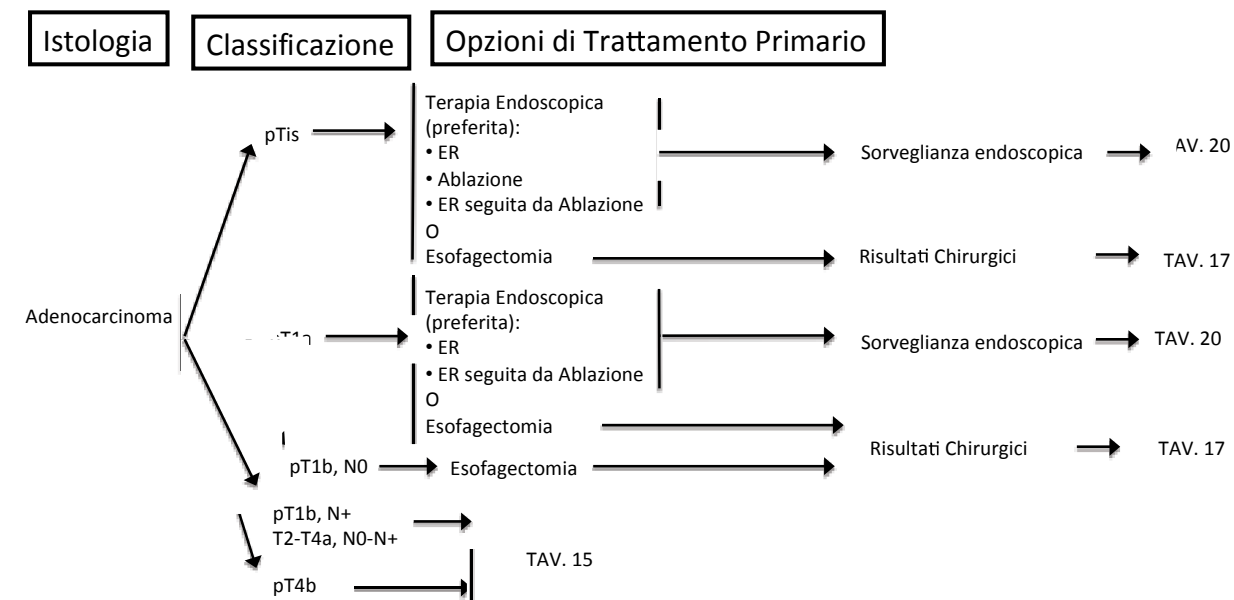 Istologia
Classificazione
Opzioni di Trattamento Primario
Adenocarcinoma
pTis
Terapia Endoscopica
(preferita):
• ER
• Ablazione
• ER seguita da Ablazione
O
Esofagectomia
Sorveglianza endoscopica
AV. 20
Risultati Chirurgici
TAV. 17
Terapia Endoscopica
(preferita):
• ER
• ER seguita da Ablazione
O
Esofagectomia
Sorveglianza endoscopica
TAV. 20
pT1b, N0
Esofagectomia
Risultati Chirurgici
TAV. 17
pT1b, N+
T2-T4a, N0-N+
pT4b
TAV. 15